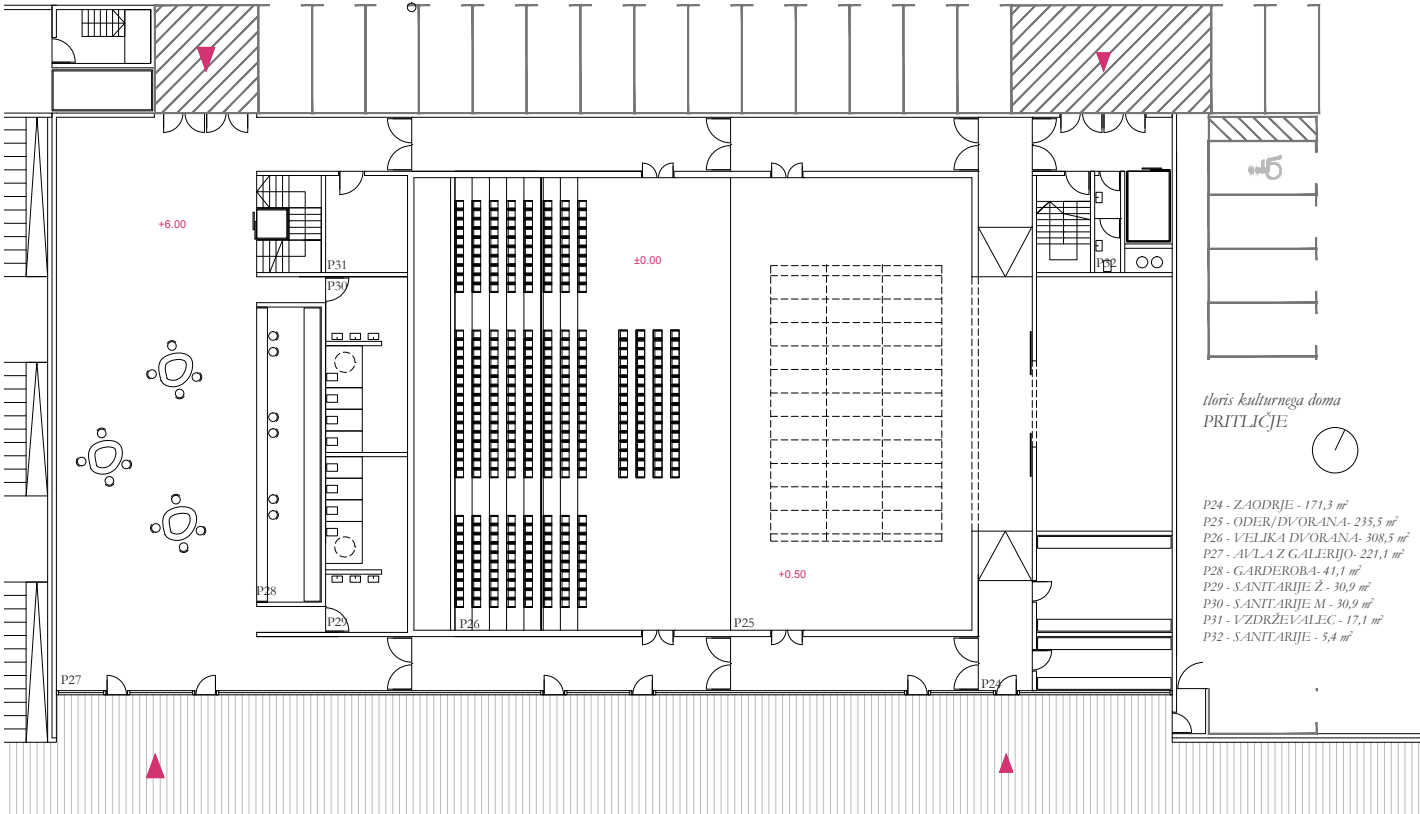 +6.00
P31
P30
±0.00
P32
tloris kulturnega doma
PRITLIČJE
P24 - ZAODRJE - 171,3 m²
P25 - ODER/DVORANA- 235,5 m²
P26 - VELIKA DVORANA- 308,5 m²
P27 - AVLA Z GALERIJO- 221,1 m²
P28 - GARDEROBA- 41,1 m²
P29 - SANITARIJE Ž - 30,9 m²
P30 - SANITARIJE M - 30,9 m²
P31 - VZDRŽEVALEC - 17,1 m²
P32 - SANITARIJE - 5,4 m²
+0.50
P28
P29
P26
P25
P27
P24